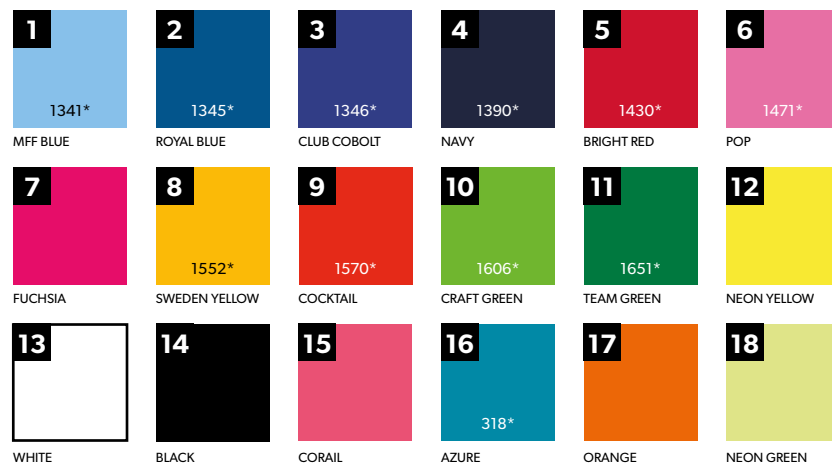 1 2 3 4 5 6
1341* 1345* 1346* 1390* 1430* 1471*
MFF BLUE ROYAL BLUE CLUB COBOLT NAVY BRIGHT RED POP
7 8 9 10 11 12
1552* 1570* 1606* 1651*
FUCHSIA SWEDEN YELLOW COCKTAIL CRAFT GREEN TEAM GREEN NEON YELLOW
13 14 15 16 17 18
318*
WHITE BLACK CORAIL AZURE ORANGE NEON GREEN